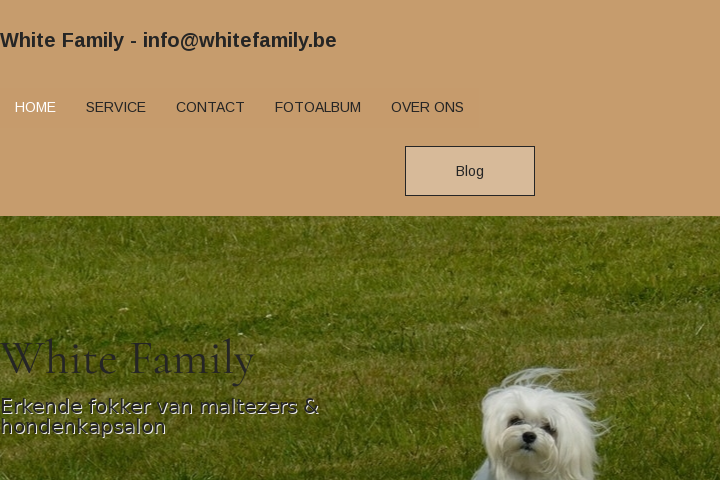 White Family - info@whitefamily.be
HOME SERVICE CONTACT FOTOALBUM OVER ONS
Blog
White Family
Erkende fokker van maltezers &
hondenkapsalon